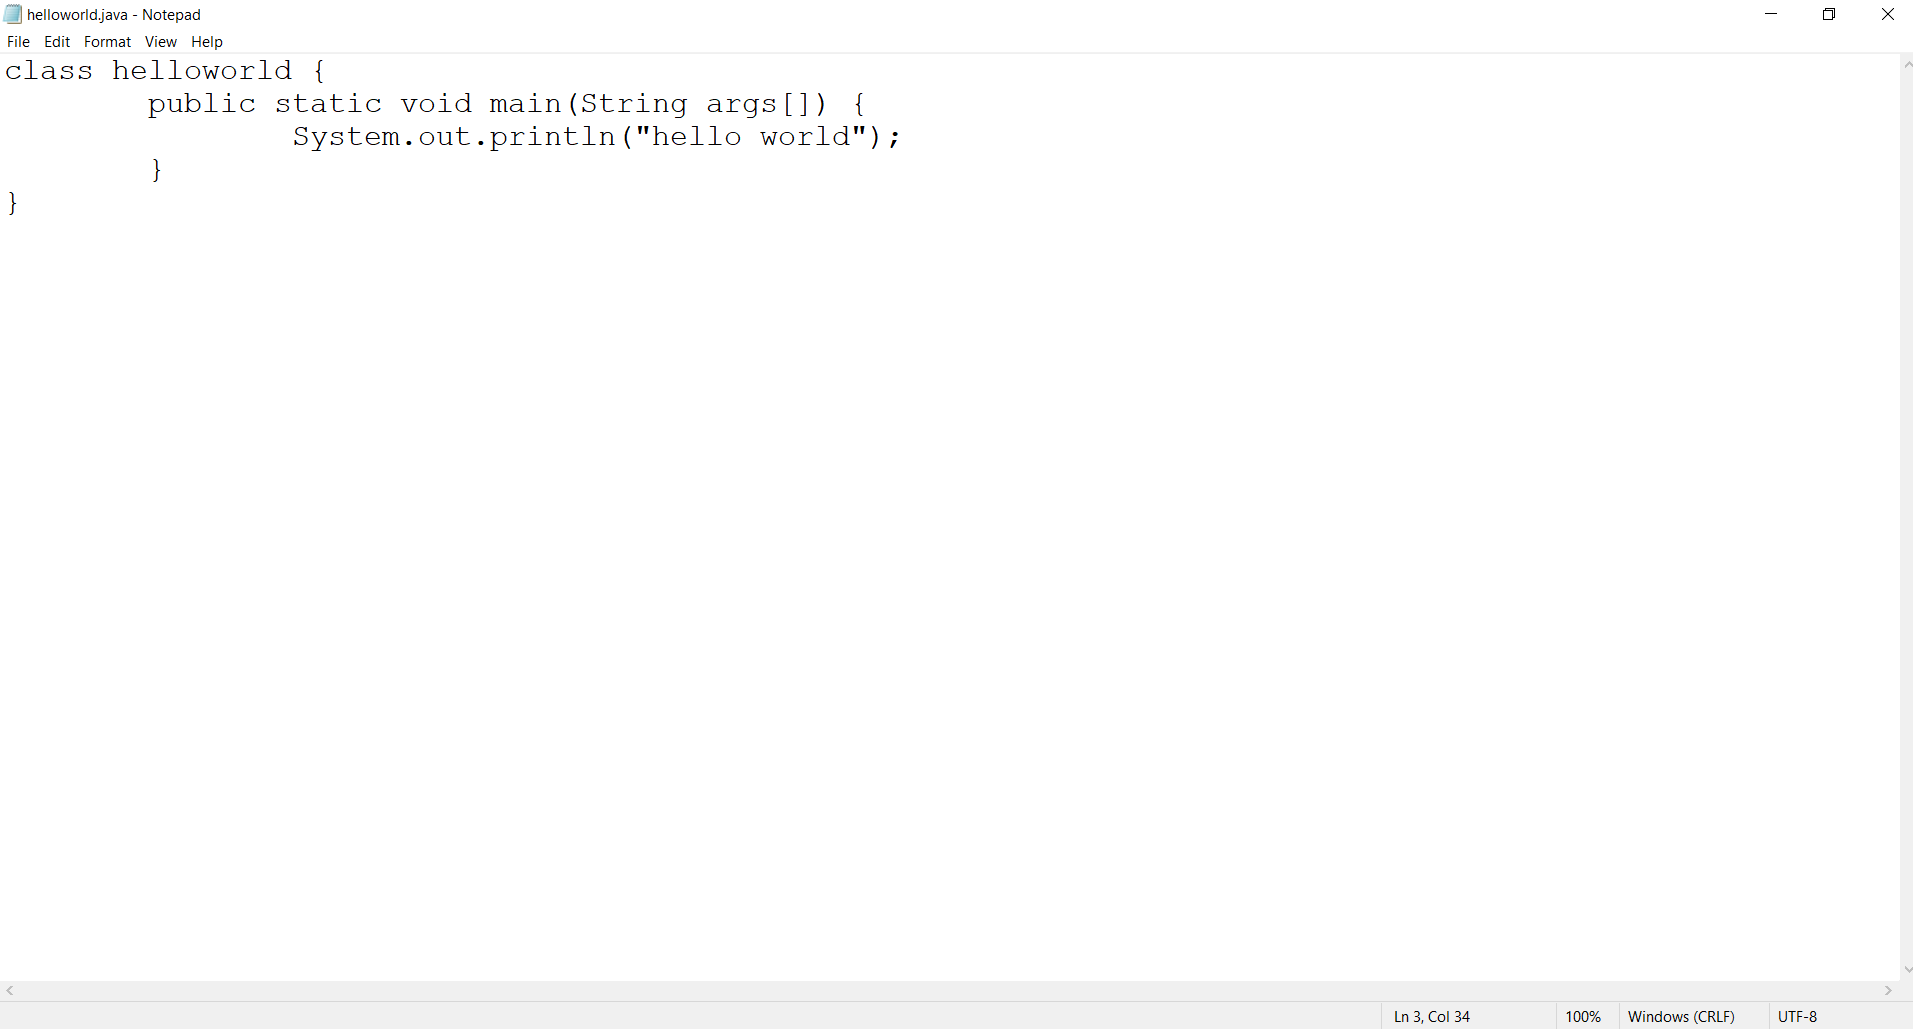 helloworld.java - Notepad
File Edit Format View Help
class helloworld {
        public static void main(String args[]) {
                System.out.println("hello world");
        }
}
Ln 3, Col 34 100% Windows (CRLF) UTF-8